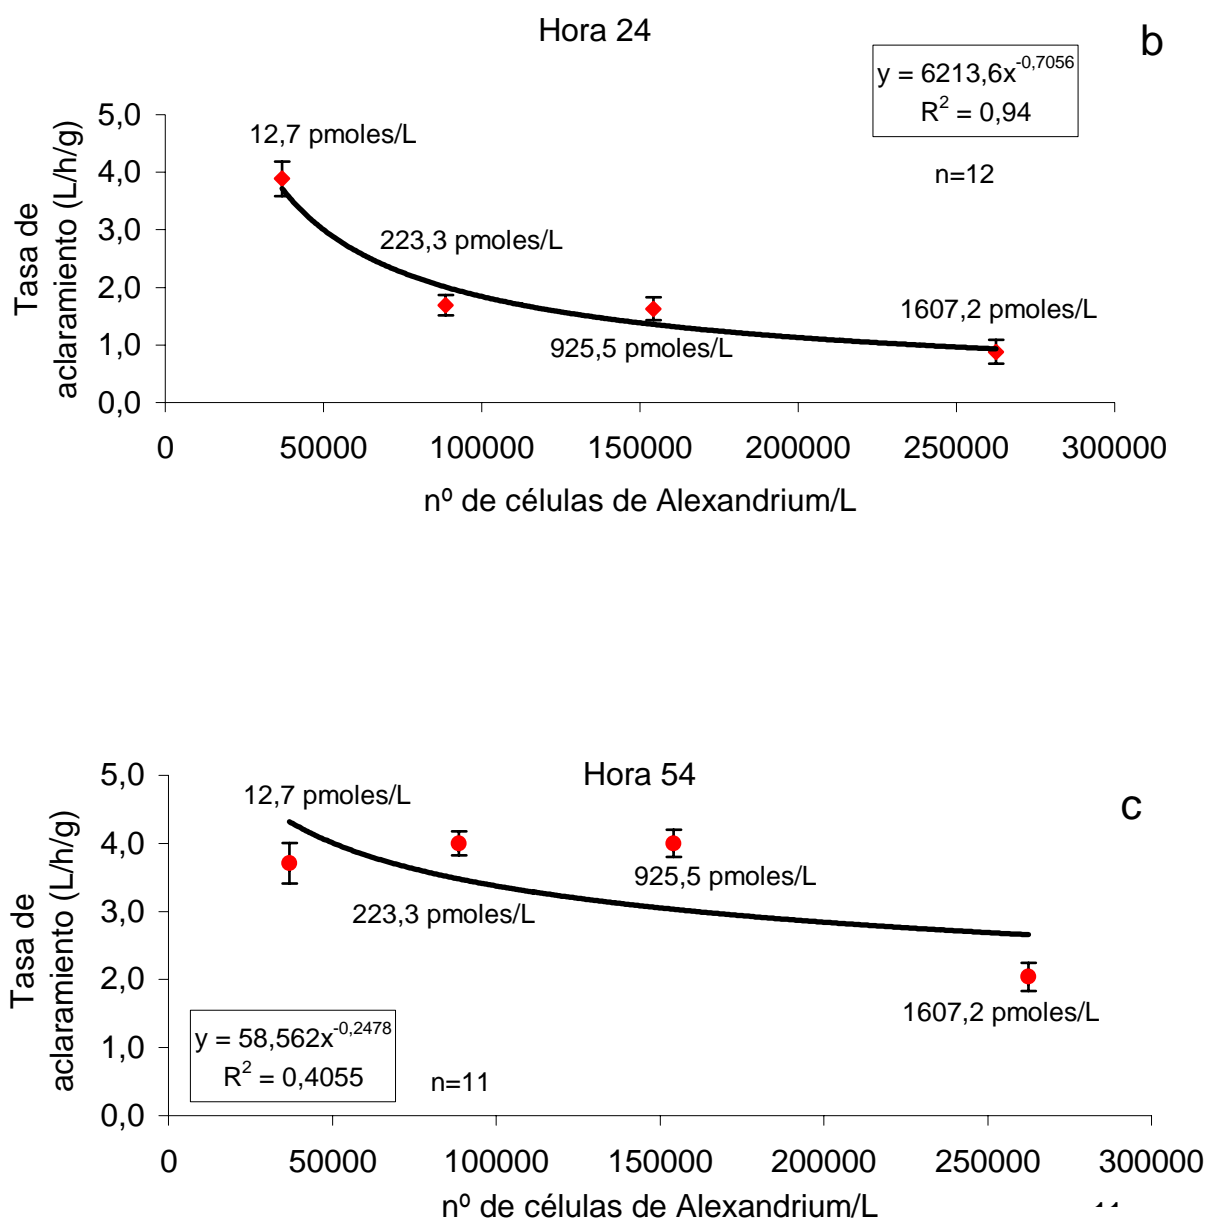 Hora 24
b
y = 6213,6x^-0,7056
R² = 0,94
n=12
5,0
4,0
3,0
2,0
1,0
0,0
Tasa de
aclaramiento (L/h/g)
12,7 pmoles/L
223,3 pmoles/L
925,5 pmoles/L
1607,2 pmoles/L
0 50000 100000 150000 200000 250000 300000
nº de células de Alexandrium/L
Hora 54
c
5,0
4,0
3,0
2,0
1,0
0,0
Tasa de
aclaramiento (L/h/g)
12,7 pmoles/L
223,3 pmoles/L
925,5 pmoles/L
1607,2 pmoles/L
y = 58,562x^-0,2478
R² = 0,4055
n=11
0 50000 100000 150000 200000 250000 300000
nº de células de Alexandrium/L